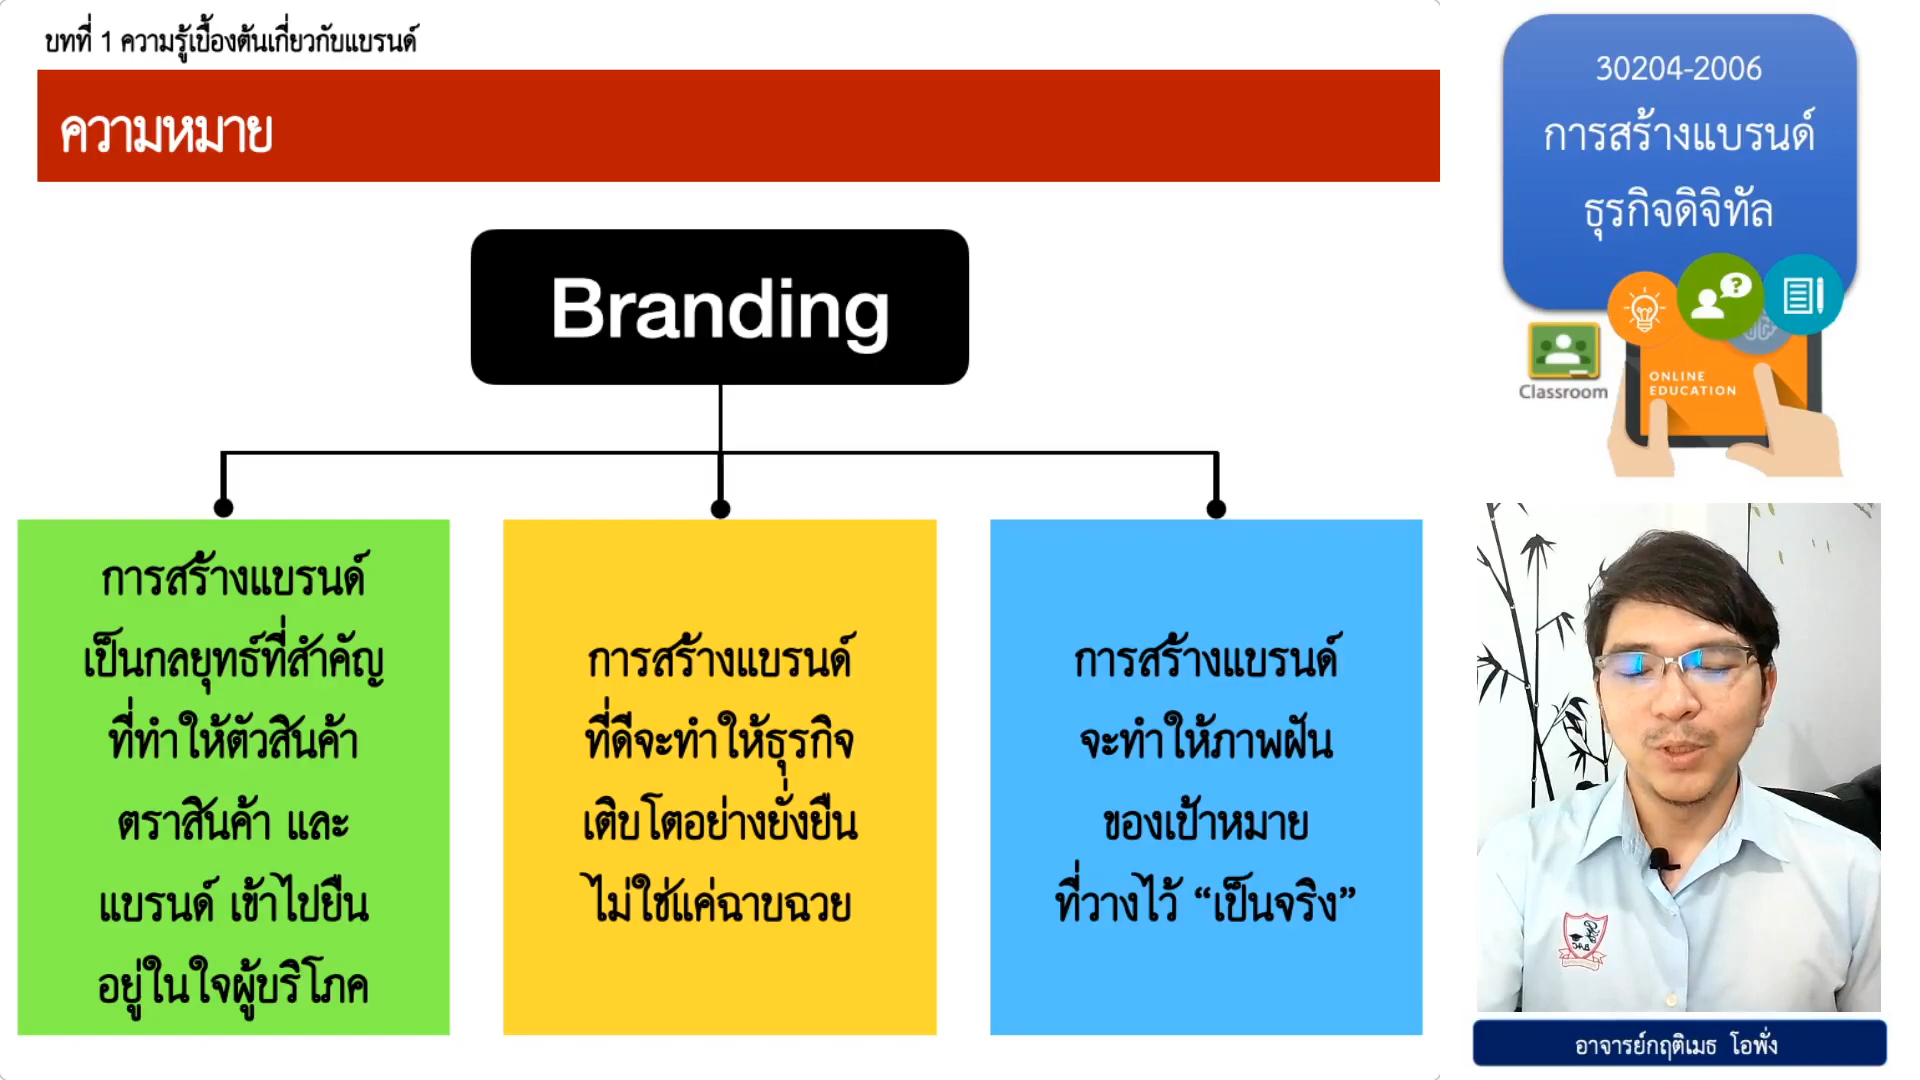 บทที่ 1 ความรู้เบื้องต้นเกี่ยวกับแบรนด์
ความหมาย
Branding
การสร้างแบรนด์
เป็นกลยุทธ์ที่สำคัญ
ที่ทำให้ตัวสินค้า
ตราสินค้า และ
แบรนด์ เข้าไปยืน
อยู่ในใจผู้บริโภค
การสร้างแบรนด์
ที่ดีจะทำให้ธุรกิจ
เติบโตอย่างยั่งยืน
ไม่ใช่แค่ฉาบฉวย
การสร้างแบรนด์
จะทำให้ภาพฝัน
ของเป้าหมาย
ที่วางไว้ “เป็นจริง”
30204-2006
การสร้างแบรนด์
ธุรกิจดิจิทัล
Classroom
ONLINE
EDUCATION
อาจารย์กฤติเมธ โอพั่ง